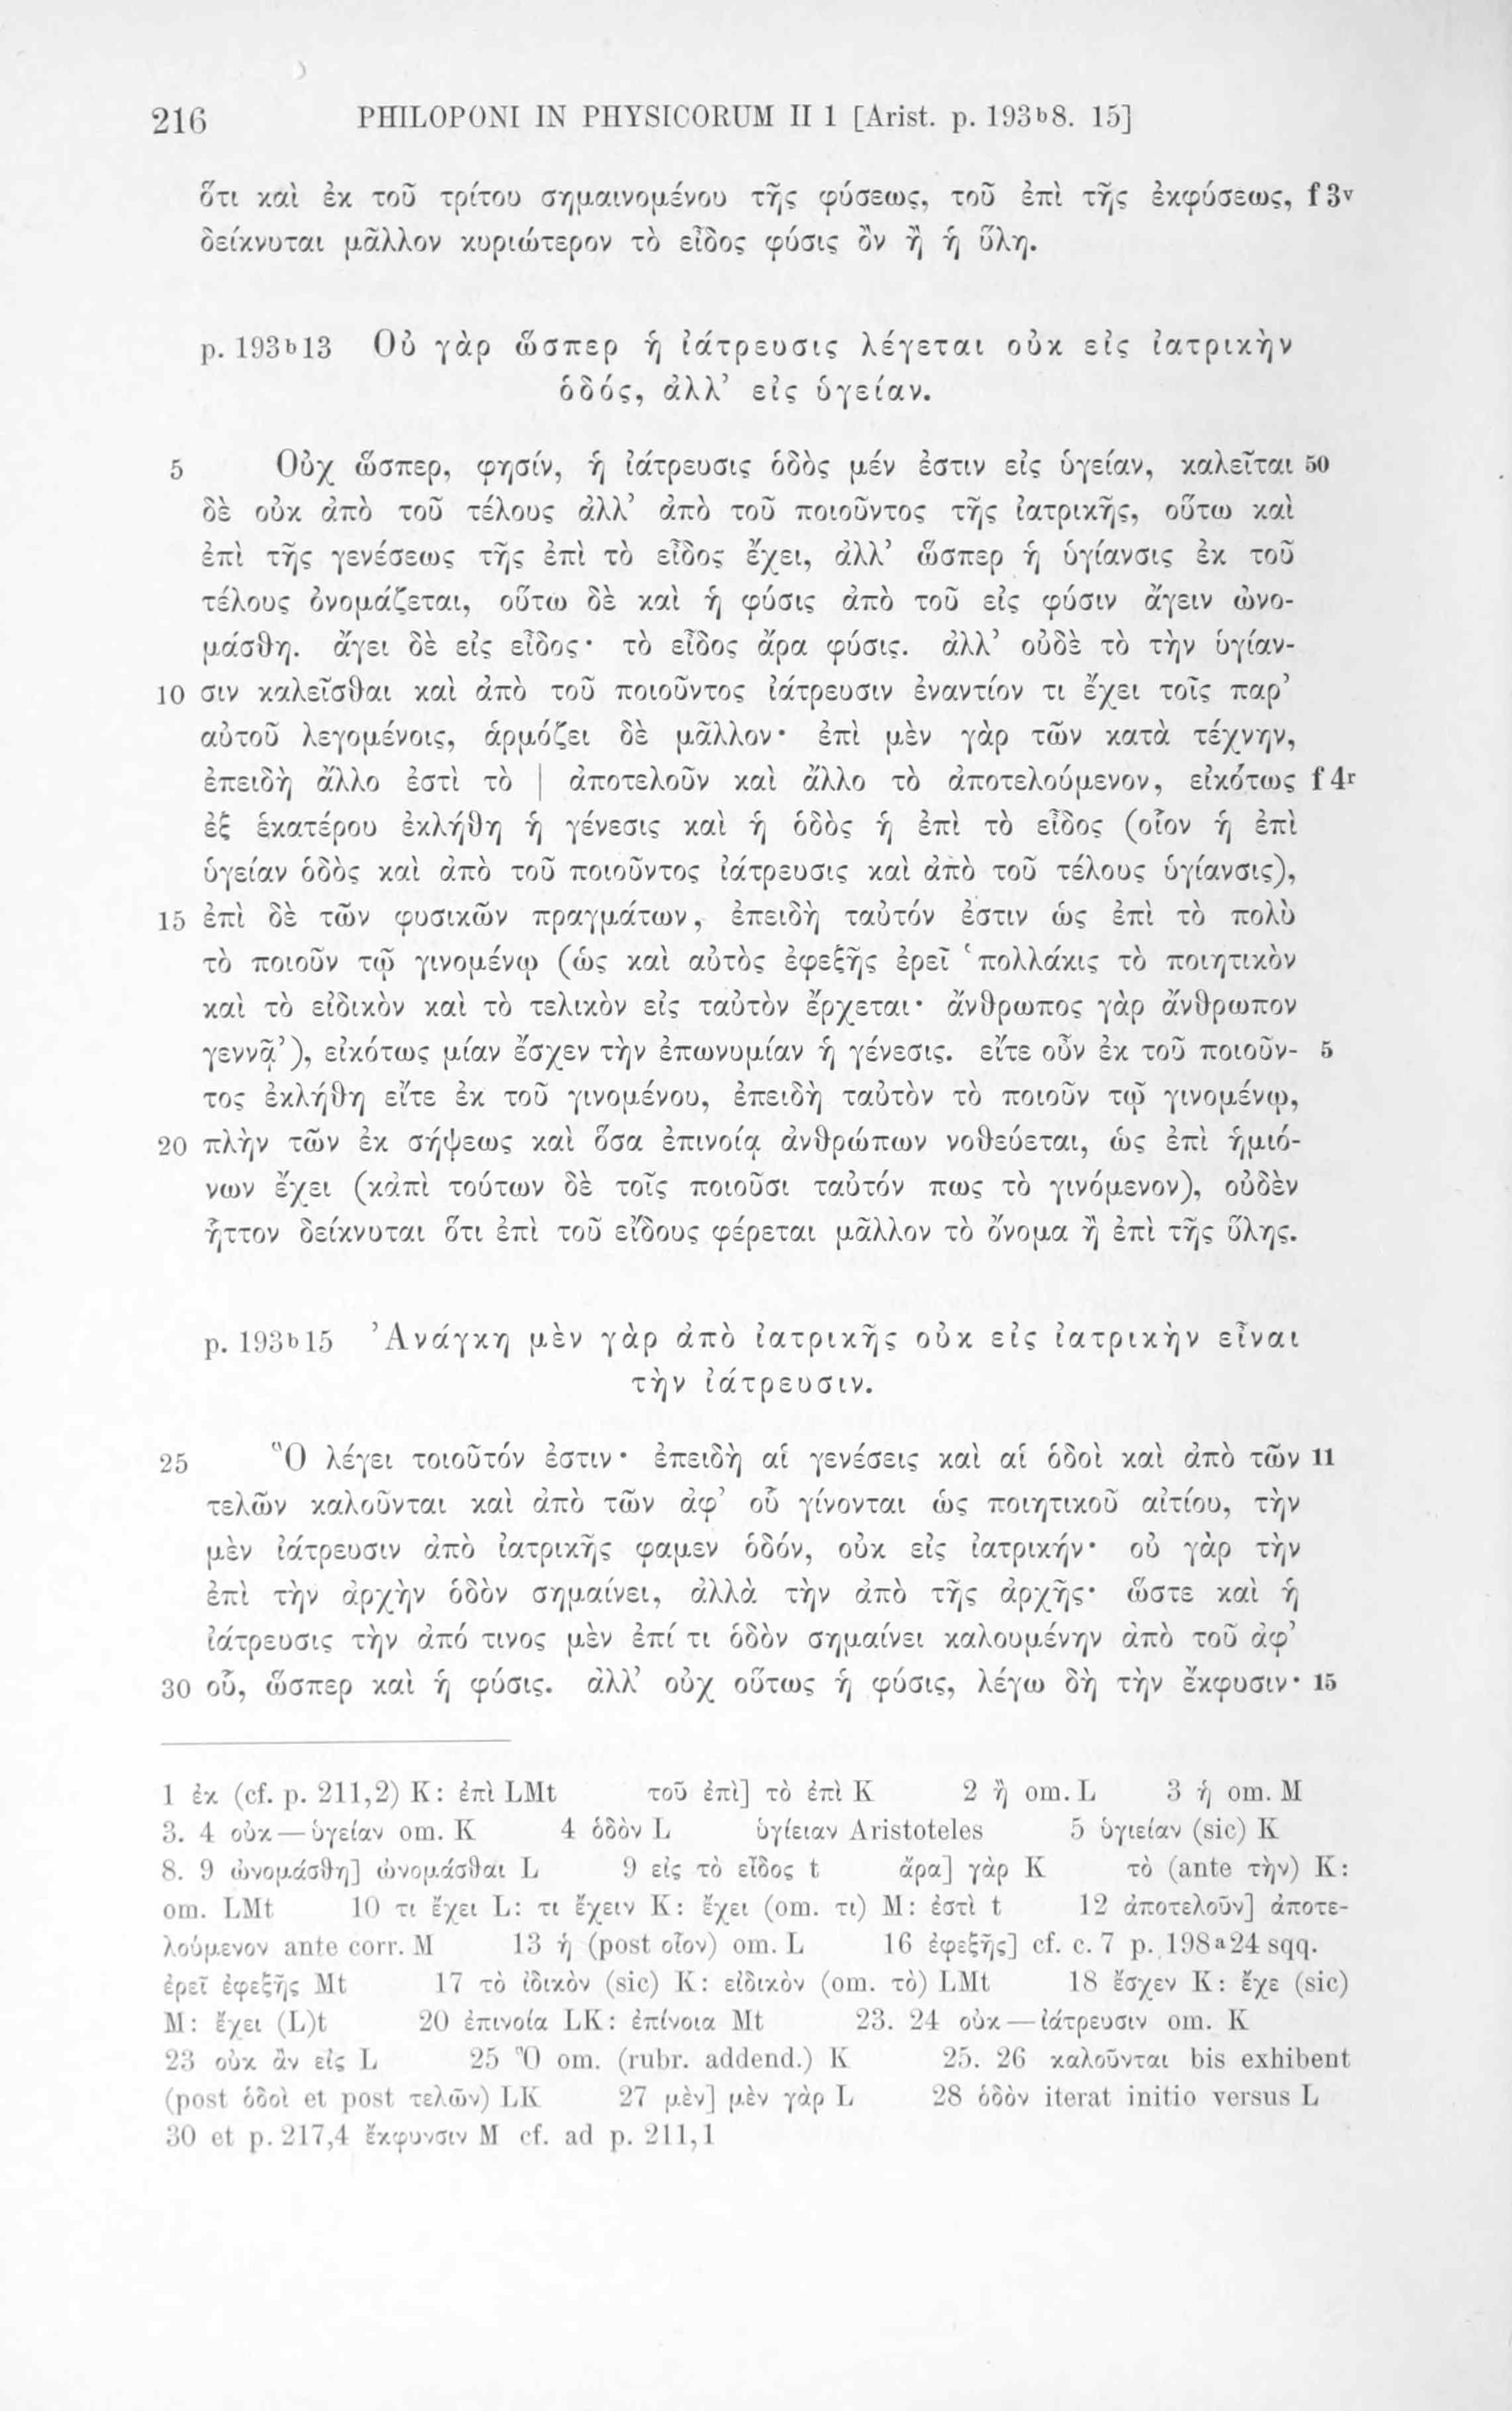 216 PHILOPONI IN PHYSICORUM II 1 [Arist. p. 193ᵇ8. 15]
ὅτι καὶ ἐκ τοῦ τρίτου σημαινομένου τῆς φύσεως, τοῦ ἐπὶ τῆς ἐκφύσεως, f 3ᵛ
δείκνυται μᾶλλον κυριώτερον τὸ εἶδος φύσις ὂν ἢ ἡ ὕλη.
p. 193ᵇ13 Οὐ γὰρ ὥσπερ ἡ ἰάτρευσις λέγεται οὐκ εἰς ἰατρικὴν
ὁδός, ἀλλ’ εἰς ὑγείαν.
5 Οὐχ ὥσπερ, φησίν, ἡ ἰάτρευσις ὁδὸς μέν ἐστιν εἰς ὑγείαν, καλεῖται 50
δὲ οὐκ ἀπὸ τοῦ τέλους ἀλλ’ ἀπὸ τοῦ ποιοῦντος τῆς ἰατρικῆς, οὕτω καὶ
ἐπὶ τῆς γενέσεως τῆς ἐπὶ τὸ εἶδος ἔχει, ἀλλ’ ὥσπερ ἡ ὑγίανσις ἐκ τοῦ
τέλους ὀνομάζεται, οὕτω δὲ καὶ ἡ φύσις ἀπὸ τοῦ εἰς φύσιν ἄγειν ὠνο-
μάσθη. ἄγει δὲ εἰς εἶδος· τὸ εἶδος ἄρα φύσις. ἀλλ’ οὐδὲ τὸ τὴν ὑγίαν-
10 σιν καλεῖσθαι καὶ ἀπὸ τοῦ ποιοῦντος ἰάτρευσιν ἐναντίον τι ἔχει τοῖς παρ’
αὐτοῦ λεγομένοις, ἁρμόζει δὲ μᾶλλον· ἐπὶ μὲν γὰρ τῶν κατὰ τέχνην,
ἐπειδὴ ἄλλο ἐστὶ τὸ | ἀποτελοῦν καὶ ἄλλο τὸ ἀποτελούμενον, εἰκότως f 4ʳ
ἐξ ἑκατέρου ἐκλήθη ἡ γένεσις καὶ ἡ ὁδὸς ἡ ἐπὶ τὸ εἶδος (οἷον ἡ ἐπὶ
ὑγείαν ὁδὸς καὶ ἀπὸ τοῦ ποιοῦντος ἰάτρευσις καὶ ἀπὸ τοῦ τέλους ὑγίανσις),
15 ἐπὶ δὲ τῶν φυσικῶν πραγμάτων, ἐπειδὴ ταὐτόν ἐστιν ὡς ἐπὶ τὸ πολὺ
τὸ ποιοῦν τῷ γινομένῳ (ὡς καὶ αὐτὸς ἐφεξῆς ἐρεῖ ‘πολλάκις τὸ ποιητικὸν
καὶ τὸ εἰδικὸν καὶ τὸ τελικὸν εἰς ταὐτὸν ἔρχεται· ἄνθρωπος γὰρ ἄνθρωπον
γεννᾷ’), εἰκότως μίαν ἔσχεν τὴν ἐπωνυμίαν ἡ γένεσις. εἴτε οὖν ἐκ τοῦ ποιοῦν- 5
τος ἐκλήθη εἴτε ἐκ τοῦ γινομένου, ἐπειδὴ ταὐτὸν τὸ ποιοῦν τῷ γινομένῳ,
20 πλὴν τῶν ἐκ σήψεως καὶ ὅσα ἐπινοίᾳ ἀνθρώπων νοθεύεται, ὡς ἐπὶ ἡμιό-
νων ἔχει (κἀπὶ τούτων δὲ τοῖς ποιοῦσι ταὐτόν πως τὸ γινόμενον), οὐδὲν
ἧττον δείκνυται ὅτι ἐπὶ τοῦ εἴδους φέρεται μᾶλλον τὸ ὄνομα ἢ ἐπὶ τῆς ὕλης.
p. 193ᵇ15 Ἀνάγκη μὲν γὰρ ἀπὸ ἰατρικῆς οὐκ εἰς ἰατρικὴν εἶναι
τὴν ἰάτρευσιν.
25 Ὃ λέγει τοιοῦτόν ἐστιν· ἐπειδὴ αἱ γενέσεις καὶ αἱ ὁδοὶ καὶ ἀπὸ τῶν 11
τελῶν καλοῦνται καὶ ἀπὸ τῶν ἀφ’ οὗ γίνονται ὡς ποιητικοῦ αἰτίου, τὴν
μὲν ἰάτρευσιν ἀπὸ ἰατρικῆς φαμεν ὁδόν, οὐκ εἰς ἰατρικήν· οὐ γὰρ τὴν
ἐπὶ τὴν ἀρχὴν ὁδὸν σημαίνει, ἀλλὰ τὴν ἀπὸ τῆς ἀρχῆς· ὥστε καὶ ἡ
ἰάτρευσις τὴν ἀπό τινος μὲν ἐπί τι ὁδὸν σημαίνει καλουμένην ἀπὸ τοῦ ἀφ’
30 οὗ, ὥσπερ καὶ ἡ φύσις. ἀλλ’ οὐχ οὕτως ἡ φύσις, λέγω δὴ τὴν ἔκφυσιν· 15
1 ἐκ (cf. p. 211,2) K: ἐπὶ LMt τοῦ ἐπὶ] τὸ ἐπὶ K 2 ἢ om. L 3 ἡ om. M
3. 4 οὐκ — ὑγείαν om. K 4 ὁδὸν L ὑγίειαν Aristoteles 5 ὑγιείαν (sic) K
8. 9 ὠνομάσθη] ὠνομάσθαι L 9 εἰς τὸ εἶδος t ἄρα] γὰρ K τὸ (ante τὴν) K:
om. LMt 10 τι ἔχει L: τι ἔχειν K: ἔχει (om. τι) M: ἐστὶ t 12 ἀποτελοῦν] ἀποτε-
λούμενον ante corr. M 13 ἡ (post οἷον) om. L 16 ἐφεξῆς] cf. c. 7 p. 198ᵃ24 sqq.
ἐρεῖ ἐφεξῆς Mt 17 τὸ ἰδικὸν (sic) K: εἰδικὸν (om. τὸ) LMt 18 ἔσχεν K: ἔχε (sic)
M: ἔχει (L)t 20 ἐπινοία LK: ἐπίνοια Mt 23. 24 οὐκ — ἰάτρευσιν om. K
23 οὐκ ἂν εἰς L 25 Ὃ om. (rubr. addend.) K 25. 26 καλοῦνται bis exhibent
(post ὁδοὶ et post τελῶν) LK 27 μὲν] μὲν γὰρ L 28 ὁδὸν iterat initio versus L
30 et p. 217,4 ἔκφυνσιν M cf. ad p. 211,1